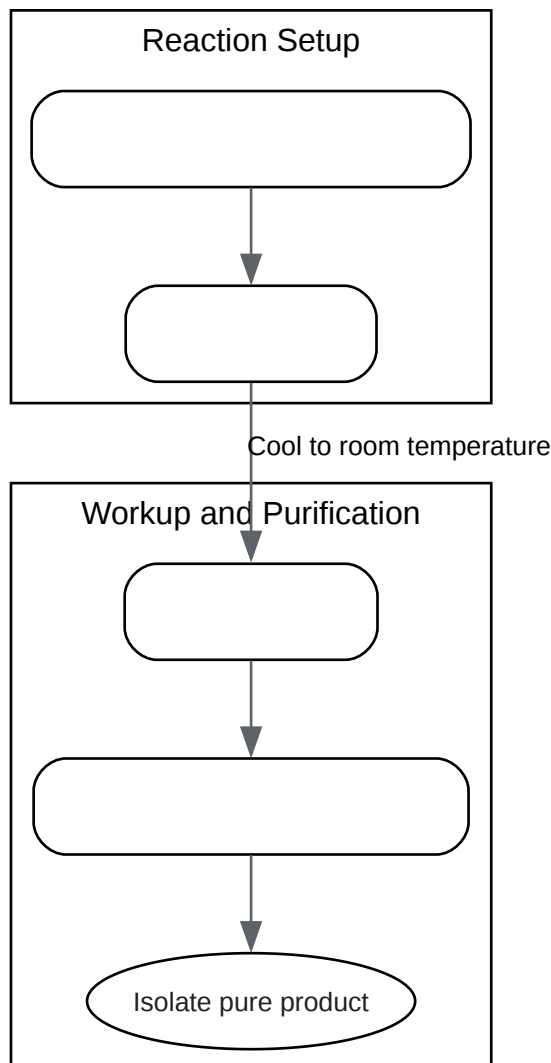 Reaction Setup
Cool to room temperature
Workup and Purification
Isolate pure product